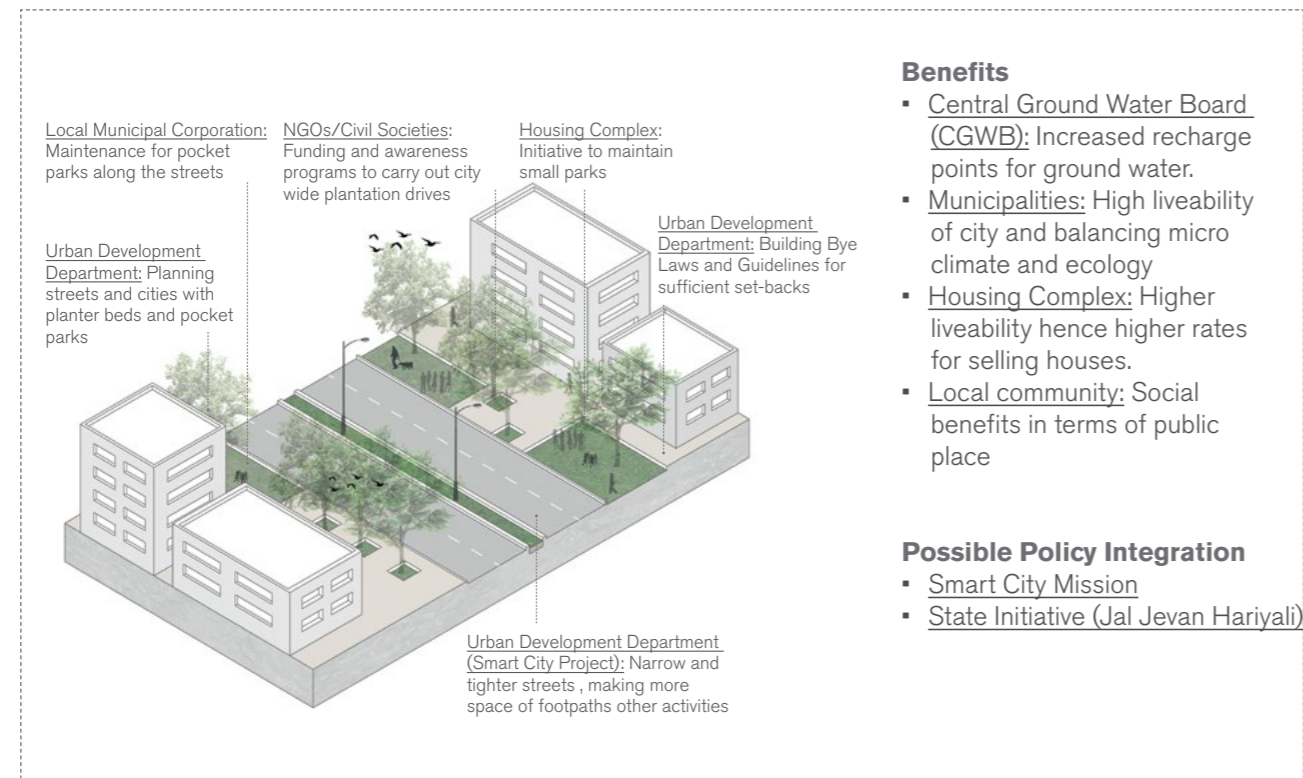 Local Municipal Corporation:
Maintenance for pocket
parks along the streets
NGOs/Civil Societies:
Funding and awareness
programs to carry out city
wide plantation drives
Housing Complex:
Initiative to maintain
small parks
Urban Development
Department: Planning
streets and cities with
planter beds and pocket
parks
Urban Development
Department: Building Bye
Laws and Guidelines for
sufficient set-backs
Urban Development Department
(Smart City Project): Narrow and
tighter streets , making more
space of footpaths other activities
Benefits
▪ Central Ground Water Board
(CGWB): Increased recharge
points for ground water.
▪ Municipalities: High liveability
of city and balancing micro
climate and ecology
▪ Housing Complex: Higher
liveability hence higher rates
for selling houses.
▪ Local community: Social
benefits in terms of public
place
Possible Policy Integration
▪ Smart City Mission
▪ State Initiative (Jal Jevan Hariyali)